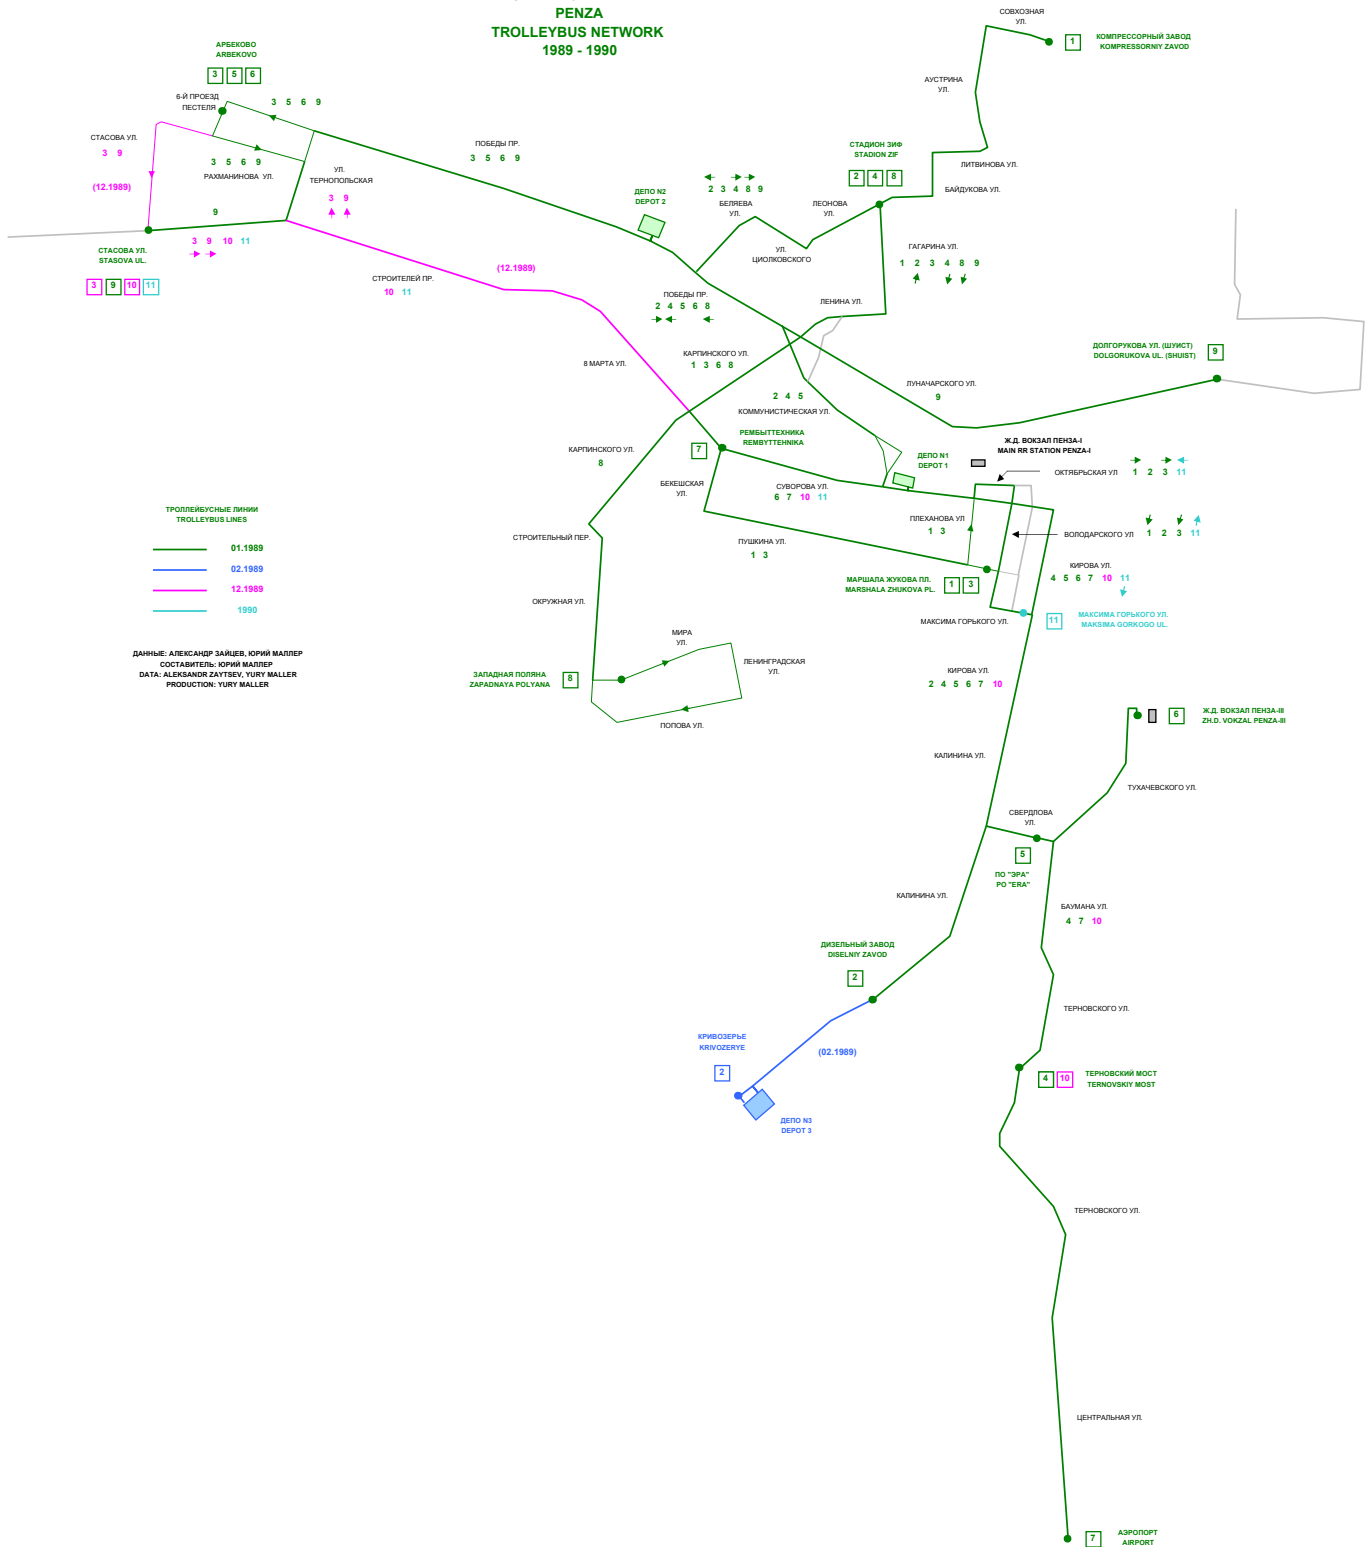 PENZA
TROLLEYBUS NETWORK
1989 - 1990
СОВХОЗНАЯ
УЛ.
1
КОМПРЕССОРНЫЙ ЗАВОД
KOMPRESSORNIY ZAVOD
АРБЕКОВО
ARBEKOVO
3 5 6
АУСТРИНА
УЛ.
6-Й ПРОЕЗД
ПЕСТЕЛЯ
3 5 6 9
СТАСОВА УЛ.
3 9
(12.1989)
ПОБЕДЫ ПР.
3 5 6 9
СТАДИОН ЗИФ
STADION ZIF
2 4 8
ЛИТВИНОВА УЛ.
БАЙДУКОВА УЛ.
3 5 6 9
РАХМАНИНОВА УЛ.
УЛ.
ТЕРНОПОЛЬСКАЯ
3 9
ДЕПО N2
DEPOT 2
2 3 4 8 9
БЕЛЯЕВА
УЛ.
ЛЕОНОВА
УЛ.
9
3 9 10 11
СТАСОВА УЛ.
STASOVA UL.
3 9 10 11
УЛ.
ЦИОЛКОВСКОГО
ГАГАРИНА УЛ.
1 2 3 4 8 9
(12.1989)
СТРОИТЕЛЕЙ ПР.
10 11
ПОБЕДЫ ПР.
2 4 5 6 8
ЛЕНИНА УЛ.
8 МАРТА УЛ.
КАРПИНСКОГО УЛ.
1 3 6 8
ДОЛГОРУКОВА УЛ. (ШУИСТ)
DOLGORUKOVA UL. (SHUIST)
9
ЛУНАЧАРСКОГО УЛ.
9
2 4 5
КОММУНИСТИЧЕСКАЯ УЛ.
РЕМБЫТТЕХНИКА
REMBYTTEHNIKA
7
КАРПИНСКОГО УЛ.
8
ДЕПО N1
DEPOT 1
Ж.Д. ВОКЗАЛ ПЕНЗА-I
MAIN RR STATION PENZA-I
ОКТЯБРЬСКАЯ УЛ
1 2 3 11
БЕКЕШСКАЯ
УЛ.
СУВОРОВА УЛ.
6 7 10 11
ПЛЕХАНОВА УЛ
1 3
1 2 3 11
ВОЛОДАРСКОГО УЛ
ТРОЛЛЕЙБУСНЫЕ ЛИНИИ
TROLLEYBUS LINES
01.1989
02.1989
12.1989
1990
СТРОИТЕЛЬНЫЙ ПЕР.
ПУШКИНА УЛ.
1 3
КИРОВА УЛ.
4 5 6 7 10 11
МАРШАЛА ЖУКОВА ПЛ.
MARSHALA ZHUKOVA PL.
1 3
ОКРУЖНАЯ УЛ.
МАКСИМА ГОРЬКОГО УЛ.
11
МАКСИМА ГОРЬКОГО УЛ.
MAKSIMA GORKOGO UL.
ДАННЫЕ: АЛЕКСАНДР ЗАЙЦЕВ, ЮРИЙ МАЛЛЕР
СОСТАВИТЕЛЬ: ЮРИЙ МАЛЛЕР
DATA: ALEKSANDR ZAYTSEV, YURY MALLER
PRODUCTION: YURY MALLER
МИРА
УЛ.
ЛЕНИНГРАДСКАЯ
УЛ.
ЗАПАДНАЯ ПОЛЯНА
ZAPADNAYA POLYANA
8
КИРОВА УЛ.
2 4 5 6 7 10
ПОПОВА УЛ.
6
Ж.Д. ВОКЗАЛ ПЕНЗА-III
ZH.D. VOKZAL PENZA-III
КАЛИНИНА УЛ.
ТУХАЧЕВСКОГО УЛ.
СВЕРДЛОВА
УЛ.
5
ПО "ЭРА"
PO "ERA"
КАЛИНИНА УЛ.
БАУМАНА УЛ.
4 7 10
ДИЗЕЛЬНЫЙ ЗАВОД
DISELNIY ZAVOD
2
ТЕРНОВСКОГО УЛ.
КРИВОЗЕРЬЕ
KRIVOZERYE
2
(02.1989)
4 10
ТЕРНОВСКИЙ МОСТ
TERNOVSKIY MOST
ДЕПО N3
DEPOT 3
ТЕРНОВСКОГО УЛ.
ЦЕНТРАЛЬНАЯ УЛ.
7
АЭРОПОРТ
AIRPORT